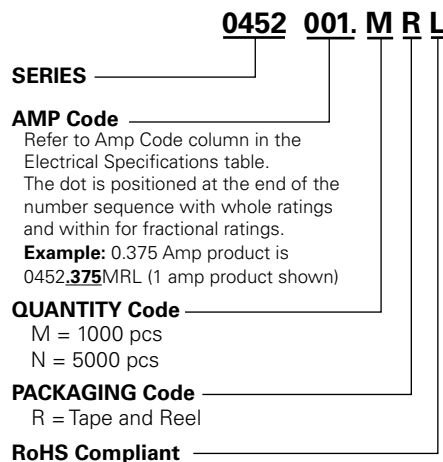 0452 001. M R L
SERIES
AMP Code
Refer to Amp Code column in the
Electrical Specifications table.
The dot is positioned at the end of the
number sequence with whole ratings
and within for fractional ratings.
Example: 0.375 Amp product is
0452.375MRL (1 amp product shown)
QUANTITY Code
M = 1000 pcs
N = 5000 pcs
PACKAGING Code
R = Tape and Reel
RoHS Compliant